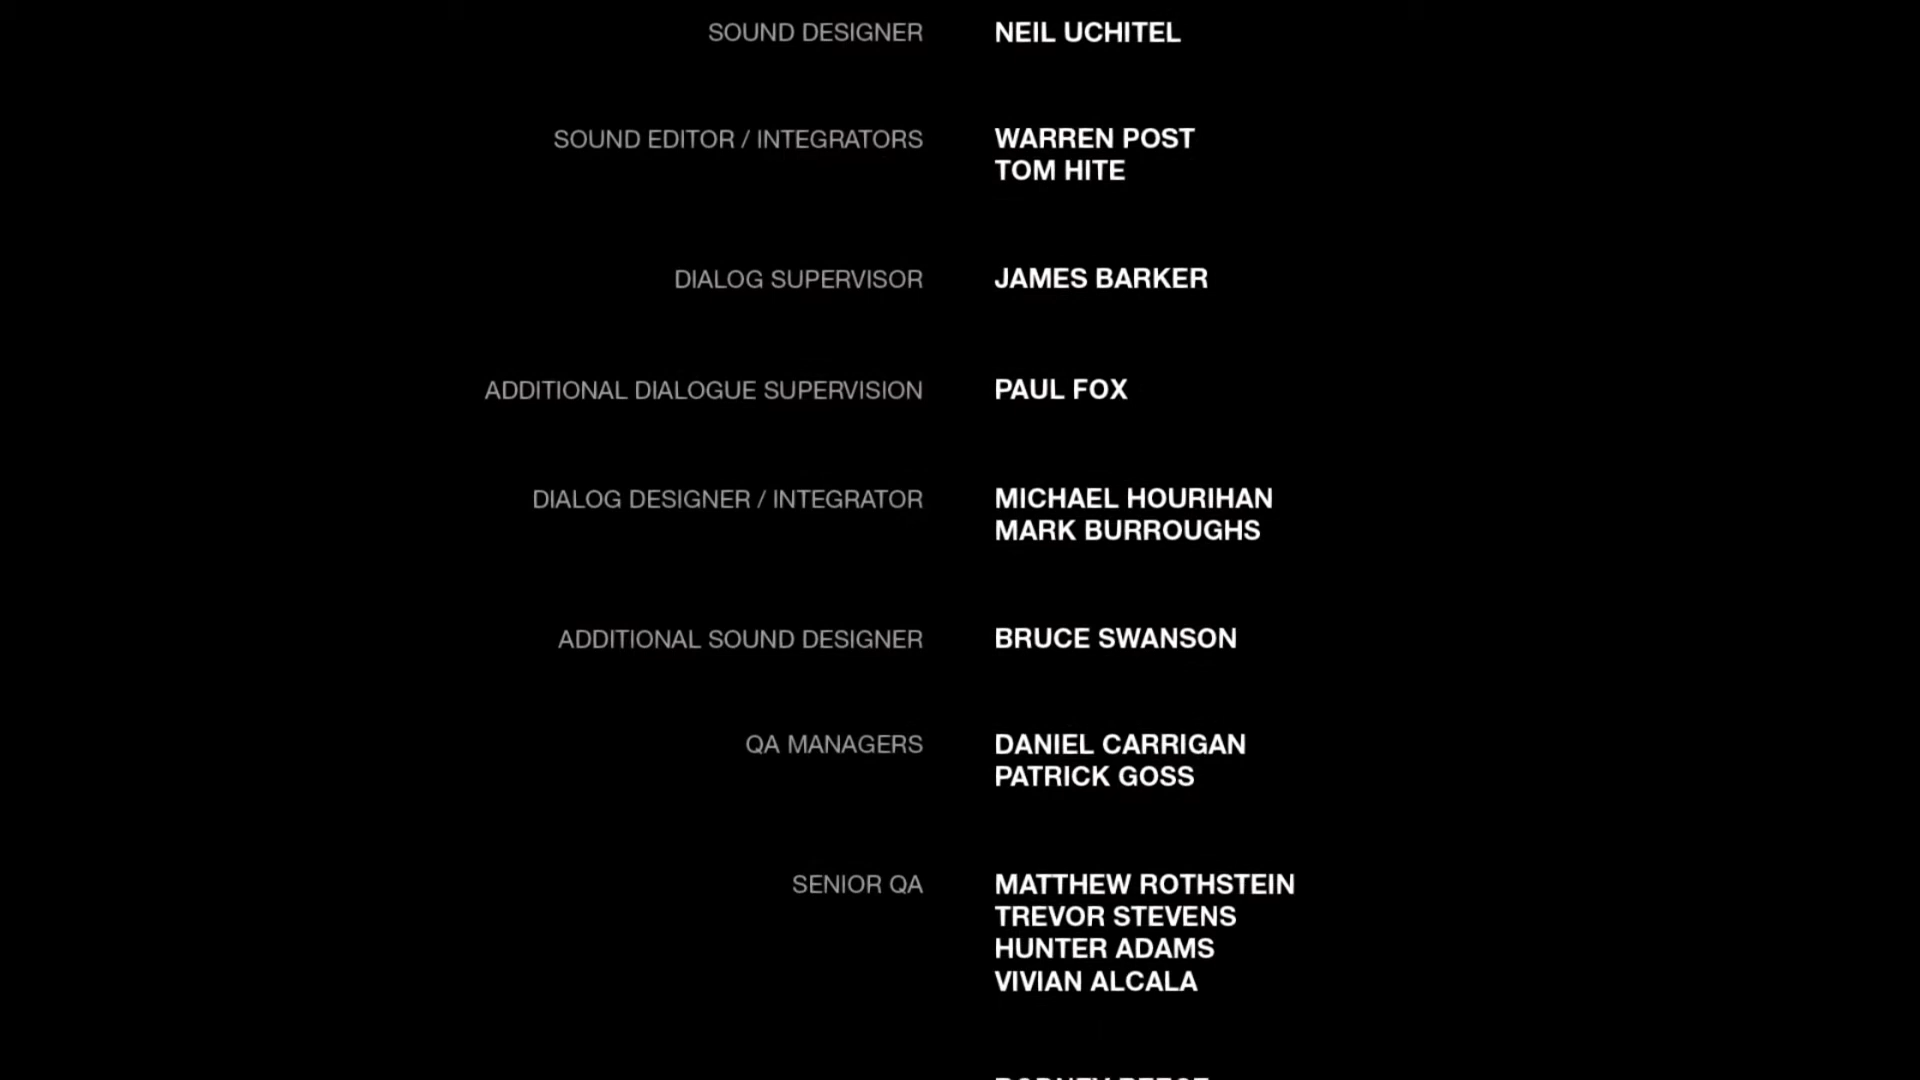 SOUND DESIGNER NEIL UCHITEL
SOUND EDITOR / INTEGRATORS WARREN POST
TOM HITE
DIALOG SUPERVISOR JAMES BARKER
ADDITIONAL DIALOGUE SUPERVISION PAUL FOX
DIALOG DESIGNER / INTEGRATOR MICHAEL HOURIHAN
MARK BURROUGHS
ADDITIONAL SOUND DESIGNER BRUCE SWANSON
QA MANAGERS DANIEL CARRIGAN
PATRICK GOSS
SENIOR QA MATTHEW ROTHSTEIN
TREVOR STEVENS
HUNTER ADAMS
VIVIAN ALCALA